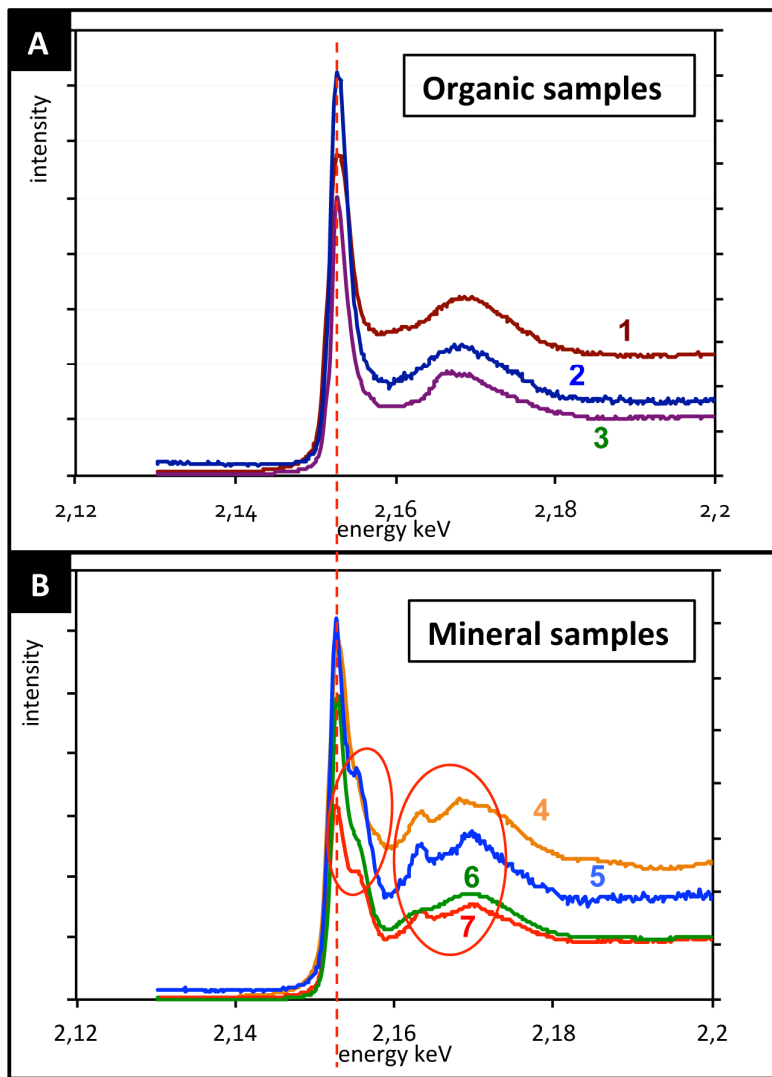 A
Organic samples
intensity
1
2
3
2,12
2,14
2,16
2,18
2,2
energy keV
B
Mineral samples
intensity
4
5
6
7
2,12
2,14
2,16
2,18
2,2
energy keV